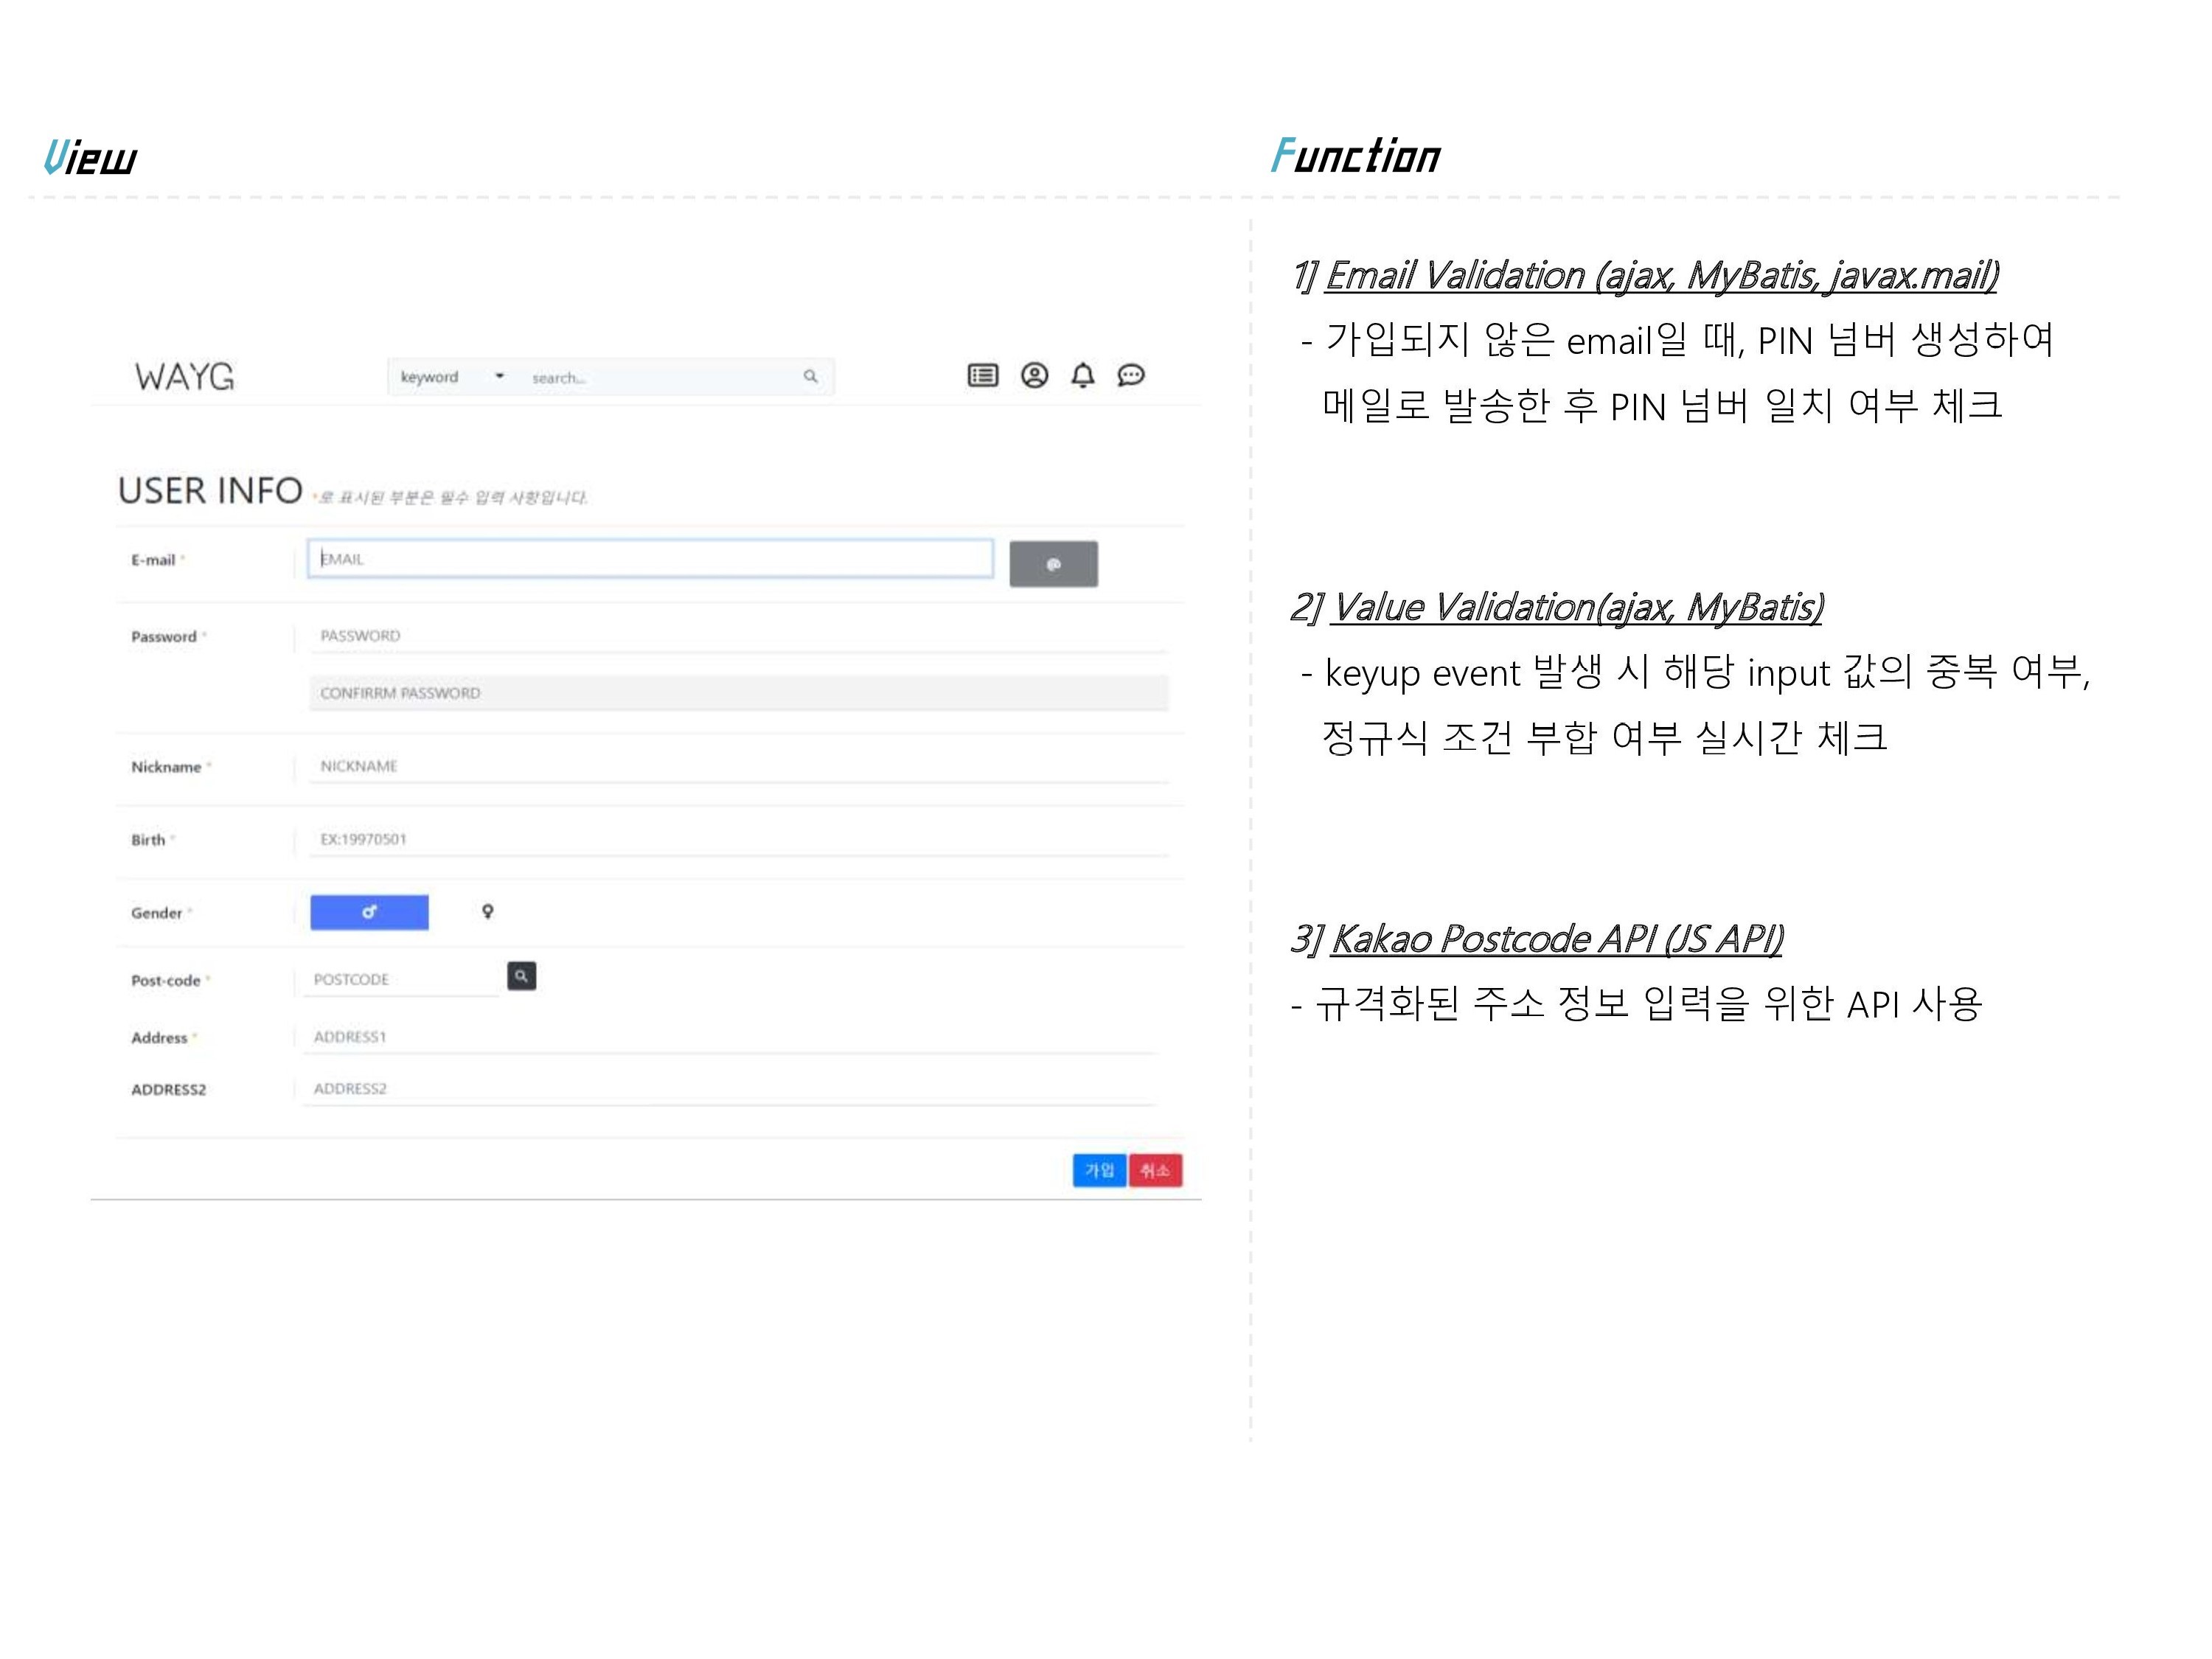 View
Function
WAYG
keyword
search...
USER INFO *로 표시된 부분은 필수 입력 사항입니다.
E-mail *
EMAIL
@
Password *
PASSWORD
CONFIRRM PASSWORD
Nickname *
NICKNAME
Birth *
EX:19970501
Gender *
Post-code *
POSTCODE
Address *
ADDRESS1
ADDRESS2
ADDRESS2
가입
취소
1] Email Validation (ajax, MyBatis, javax.mail)
- 가입되지 않은 email일 때, PIN 넘버 생성하여
메일로 발송한 후 PIN 넘버 일치 여부 체크
2] Value Validation(ajax, MyBatis)
- keyup event 발생 시 해당 input 값의 중복 여부,
정규식 조건 부합 여부 실시간 체크
3] Kakao Postcode API (JS API)
- 규격화된 주소 정보 입력을 위한 API 사용